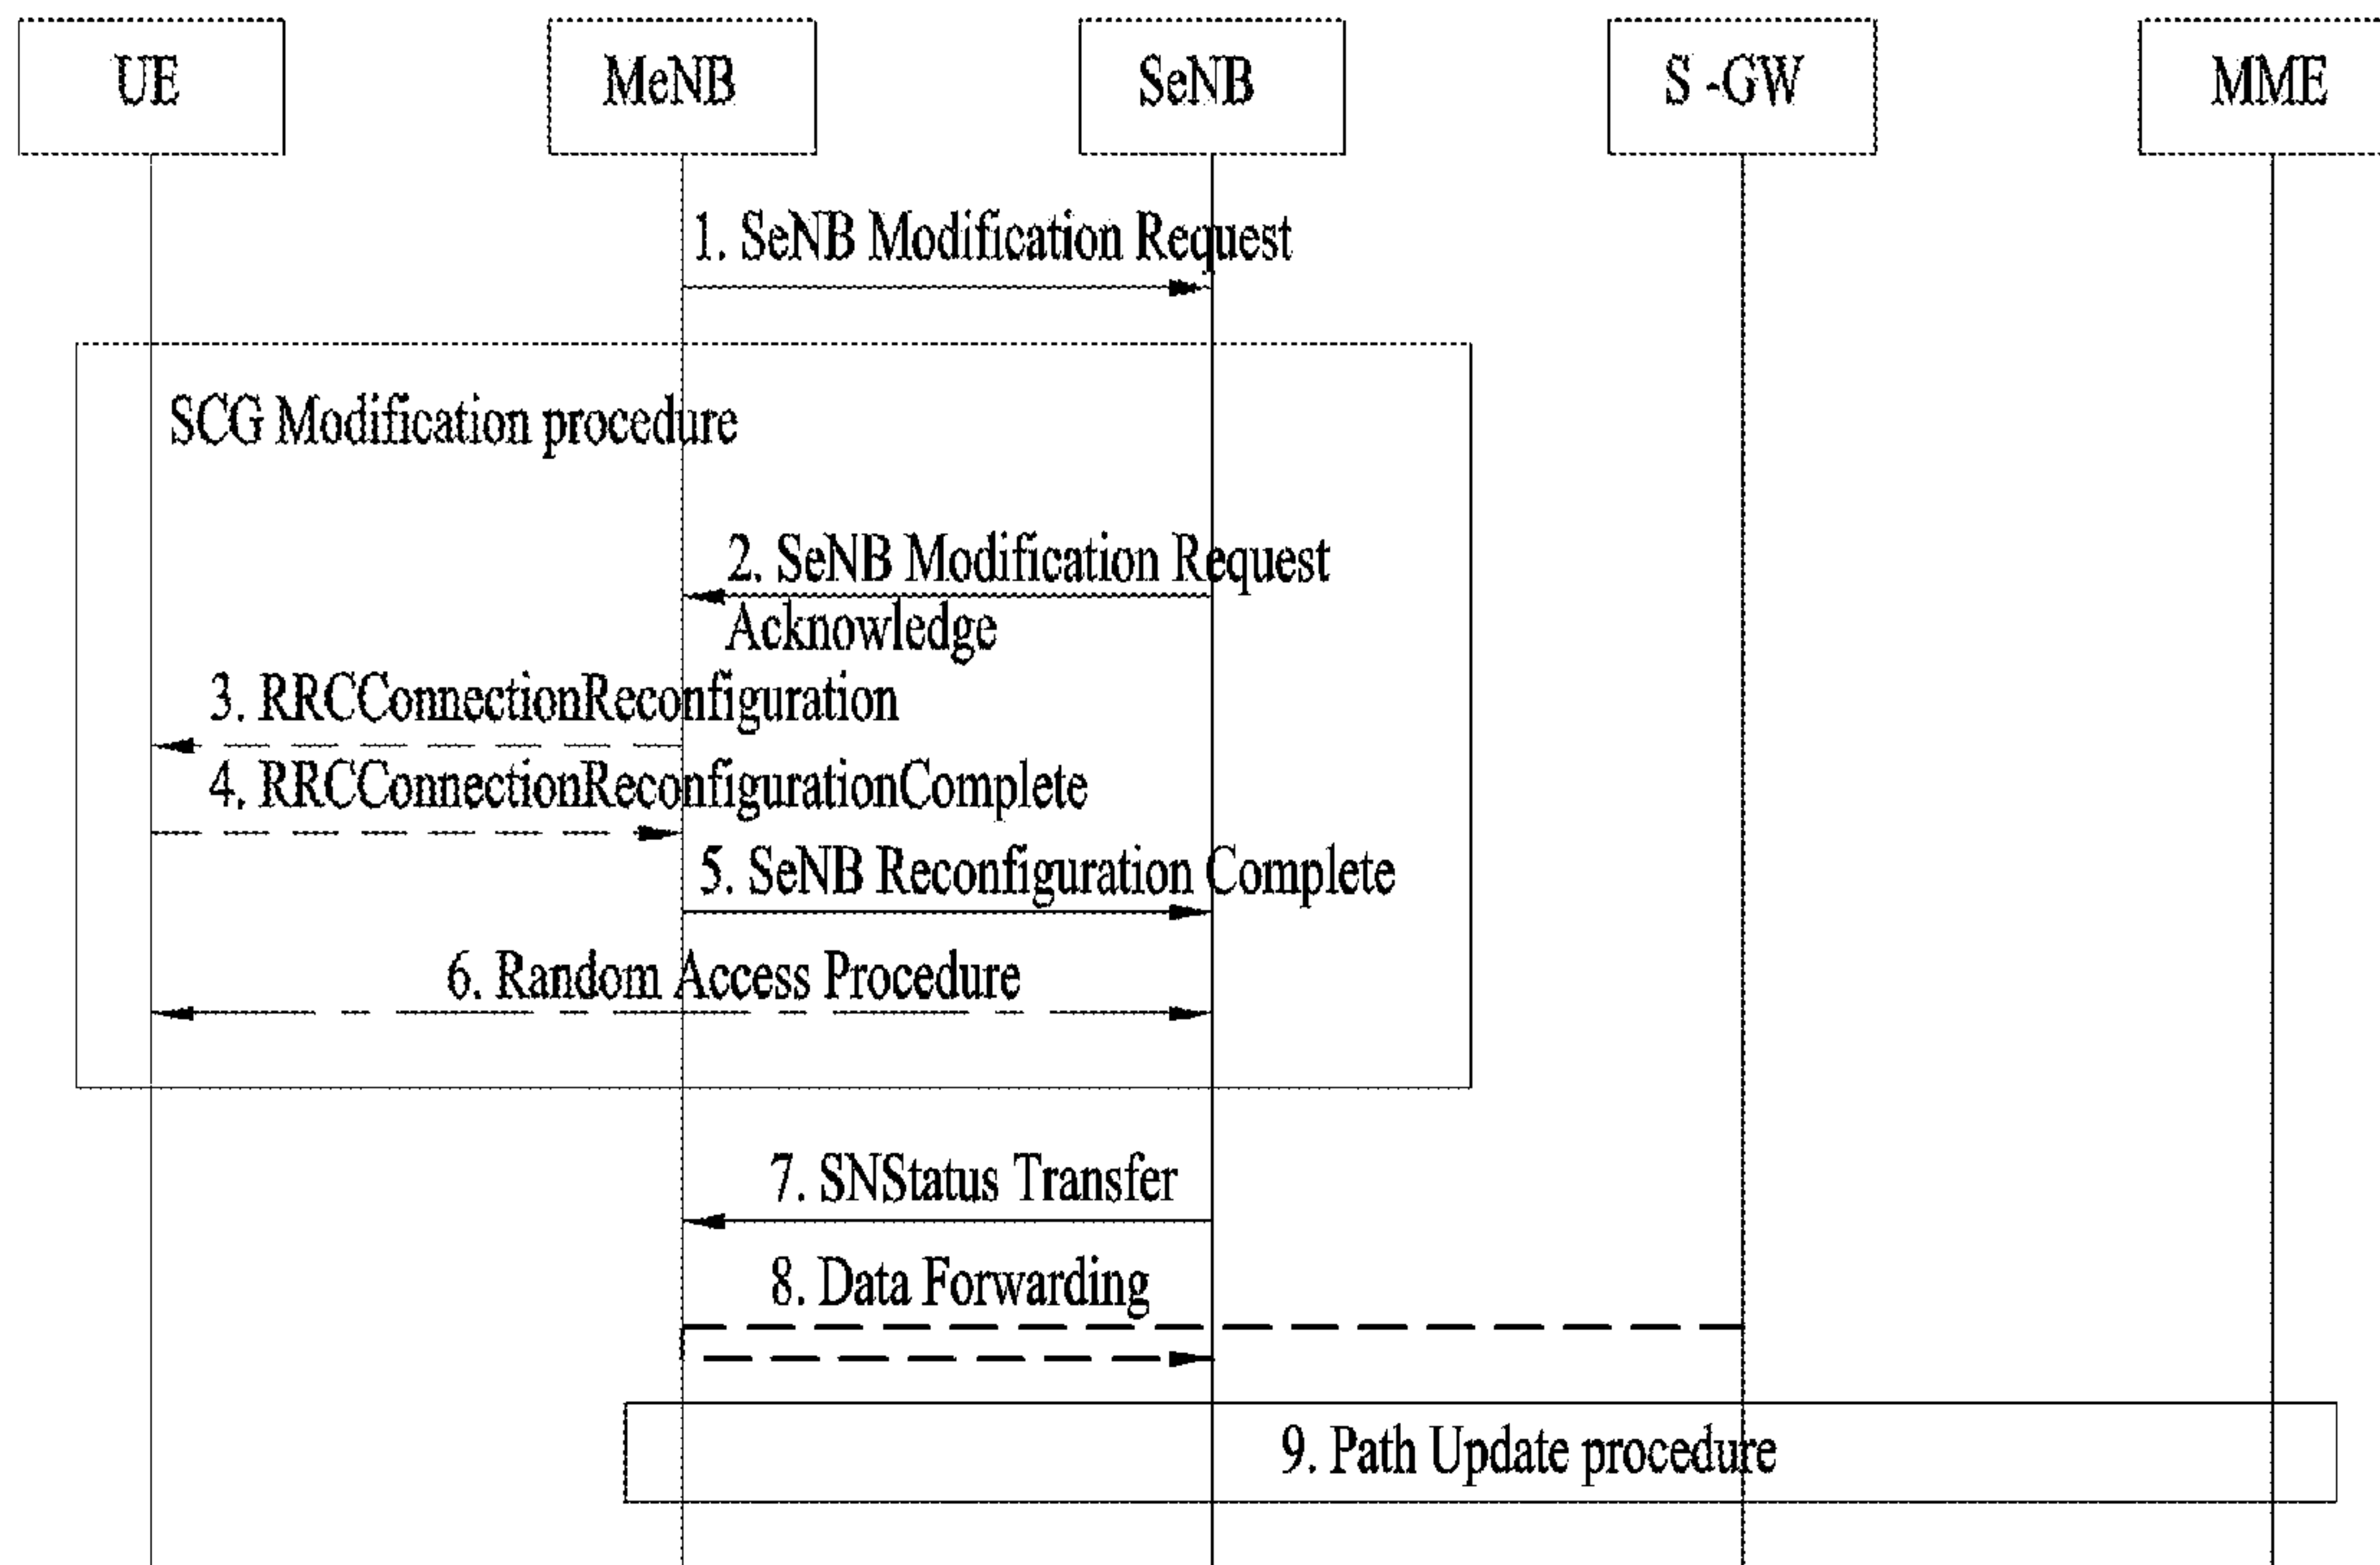 UE
MeNB
SeNB
S -GW
MME
1. SeNB Modification Request
SCG Modification procedure
2. SeNB Modification Request
Acknowledge
3. RRCConnectionReconfiguration
4. RRCConnectionReconfigurationComplete
5. SeNB Reconfiguration Complete
6. Random Access Procedure
7. SNStatus Transfer
8. Data Forwarding
9. Path Update procedure